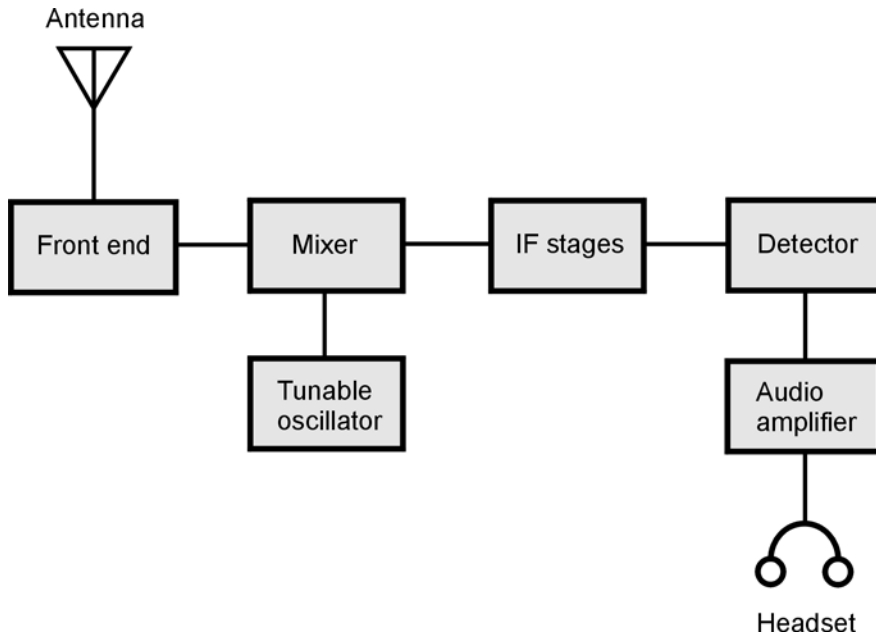 Antenna
Front end
Mixer
IF stages
Detector
Tunable
oscillator
Audio
amplifier
Headset